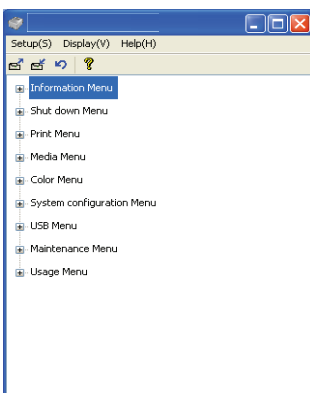 Setup(S) Display(V) Help(H)
Information Menu
Shut down Menu
Print Menu
Media Menu
Color Menu
System configuration Menu
USB Menu
Maintenance Menu
Usage Menu